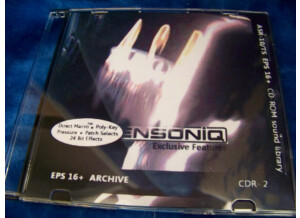 ENSONIQ
Exclusive Feature
Direct Macro Poly-Key
Pressure Patch Selects
24 Bit Effects
EPS 16+ ARCHIVE
CDR 2
ASR-10/TS EPS 16+ CD-ROM sound library